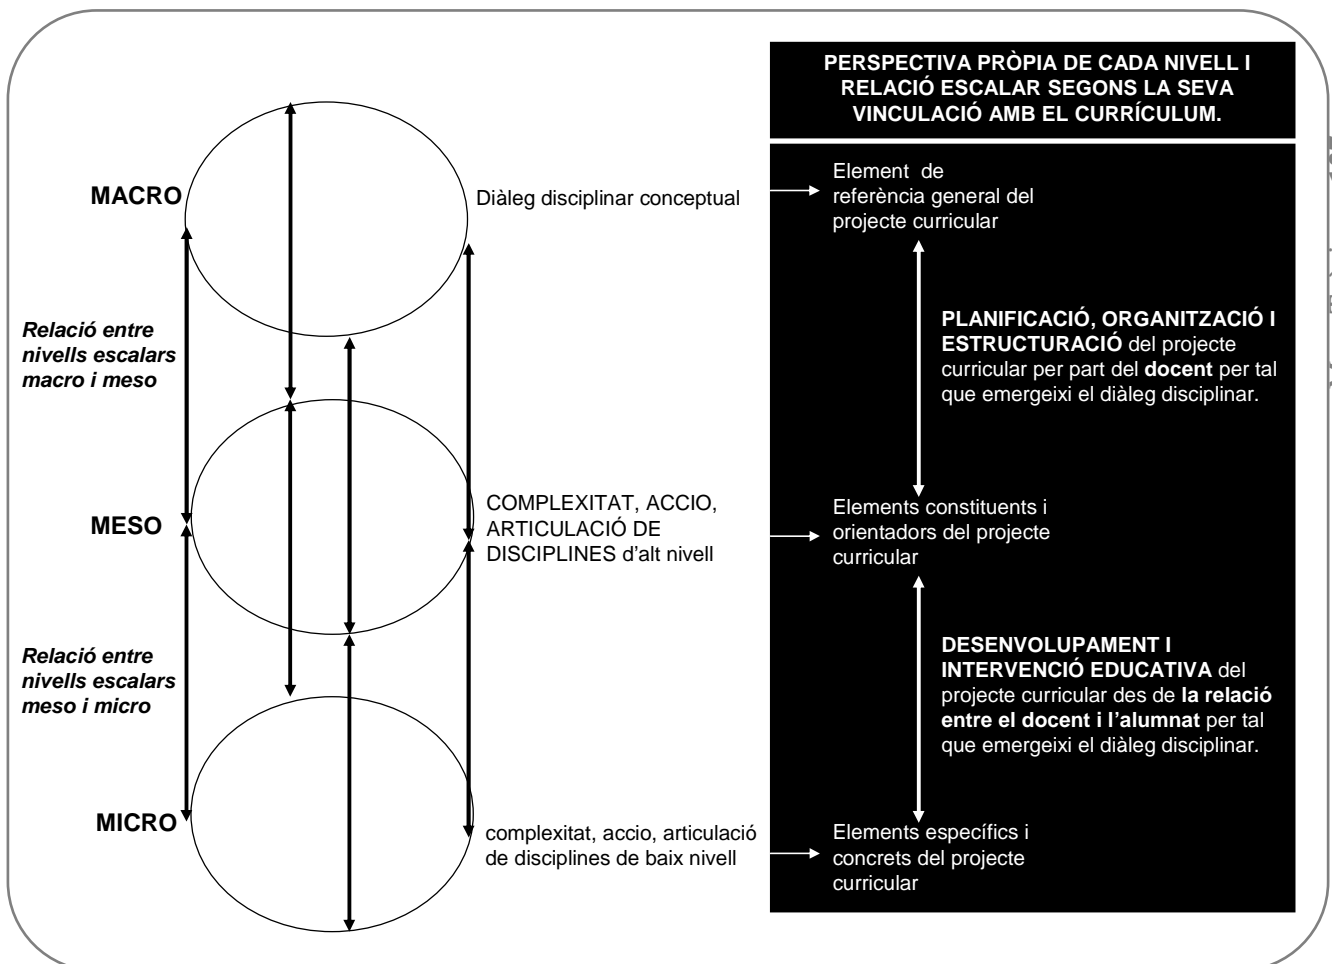 PERSPECTIVA PRÒPIA DE CADA NIVELL I
RELACIÓ ESCALAR SEGONS LA SEVA
VINCULACIÓ AMB EL CURRÍCULUM.
MACRO
Diàleg disciplinar conceptual
Element  de
referència general del
projecte curricular
Relació entre
nivells escalars
macro i meso
PLANIFICACIÓ, ORGANITZACIÓ I
ESTRUCTURACIÓ del projecte
curricular per part del docent per tal
que emergeixi el diàleg disciplinar.
MESO
COMPLEXITAT, ACCIO,
ARTICULACIÓ DE
DISCIPLINES d’alt nivell
Elements constituents i
orientadors del projecte
curricular
Relació entre
nivells escalars
meso i micro
DESENVOLUPAMENT I
INTERVENCIÓ EDUCATIVA del
projecte curricular des de la relació
entre el docent i l’alumnat per tal
que emergeixi el diàleg disciplinar.
MICRO
complexitat, accio, articulació
de disciplines de baix nivell
Elements específics i
concrets del projecte
curricular